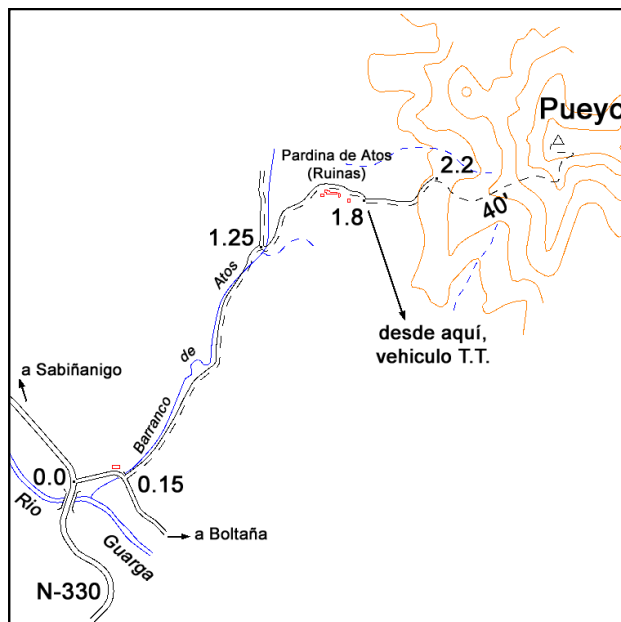 Pueyo
Pardina de Atos
(Ruinas)
2.2
40'
1.8
1.25
Atos
de
Barranco
desde aquí,
vehiculo T.T.
a Sabiñanigo
0.0
0.15
Rio
Guarga
a Boltaña
N-330